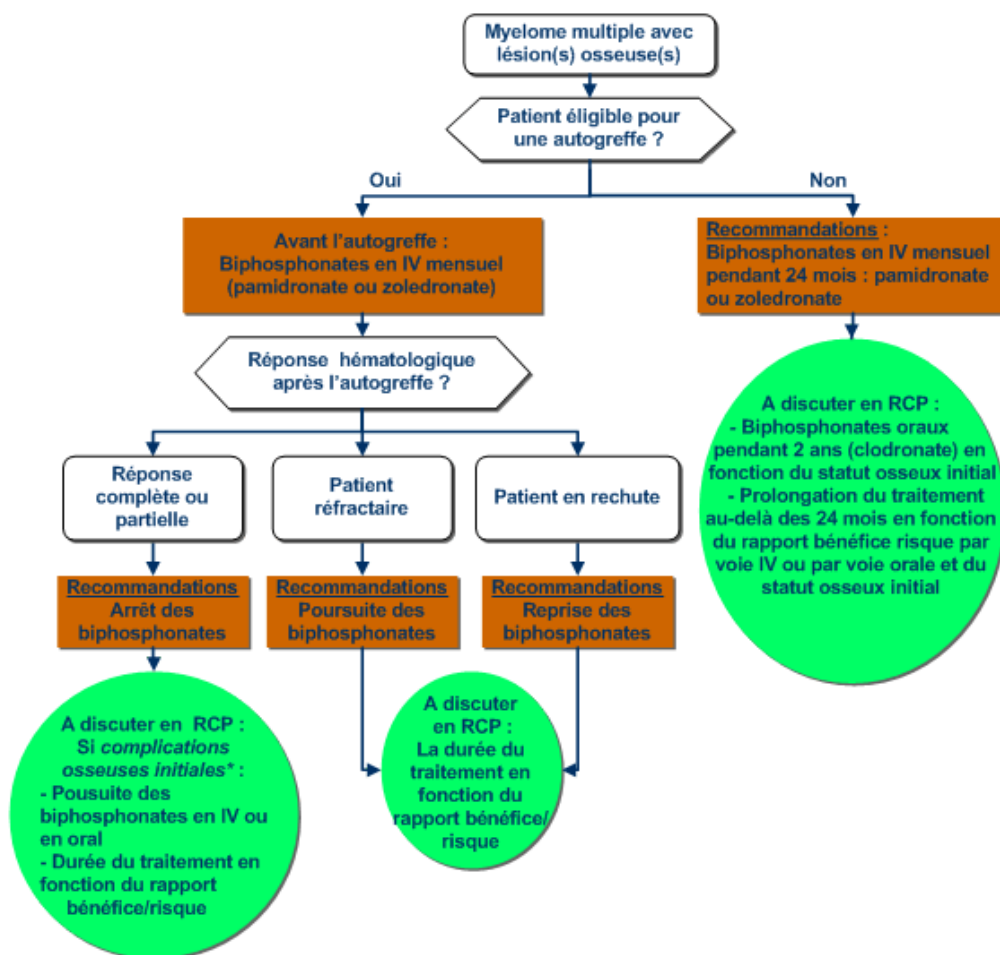 Myelome multiple avec
lésion(s) osseuse(s)
Patient éligible pour
une autogreffe ?
Oui
Non
Avant l'autogreffe :
Biphosphonates en IV mensuel
(pamidronate ou zoledronate)
Recommandations :
Biphosphonates en IV mensuel
pendant 24 mois : pamidronate
ou zoledronate
Réponse hématologique
après l'autogreffe ?
A discuter en RCP :
- Biphosphonates oraux
pendant 2 ans (clodronate) en
fonction du statut osseux initial
- Prolongation du traitement
au-delà des 24 mois en fonction
du rapport bénéfice risque par
voie IV ou par voie orale et du
statut osseux initial
Réponse
complète ou
partielle
Patient
réfractaire
Patient en rechute
Recommandations
Arrêt des
biphosphonates
Recommandations
Poursuite des
biphosphonates
Recommandations
Reprise des
biphosphonates
A discuter en RCP :
Si complications
osseuses initiales* :
- Pousuite des
biphosphonates en IV ou
en oral
- Durée du traitement en
fonction du rapport
bénéfice/risque
A discuter
en RCP :
La durée du
traitement en
fonction du
rapport bénéfice/
risque